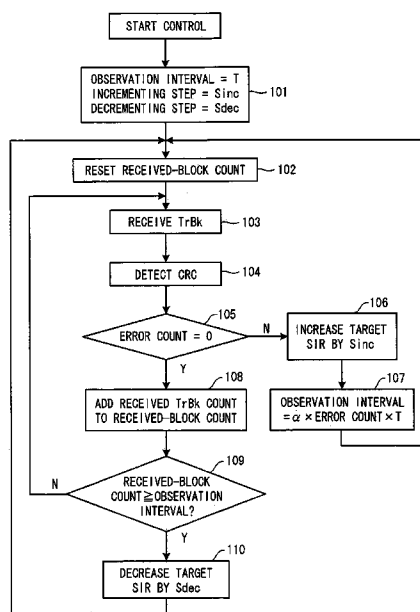 START CONTROL
OBSERVATION INTERVAL = T
INCREMENTING STEP = Sinc
DECREMENTING STEP = Sdec
101
RESET RECEIVED-BLOCK COUNT
102
RECEIVE TrBk
103
DETECT CRC
104
105
ERROR COUNT = 0
N
Y
106
INCREASE TARGET
SIR BY Sinc
107
OBSERVATION INTERVAL
=α×ERROR COUNT×T
108
ADD RECEIVED TrBk COUNT
TO RECEIVED-BLOCK COUNT
109
N
RECEIVED-BLOCK
COUNT≧OBSERVATION
INTERVAL?
Y
110
DECREASE TARGET
SIR BY Sdec